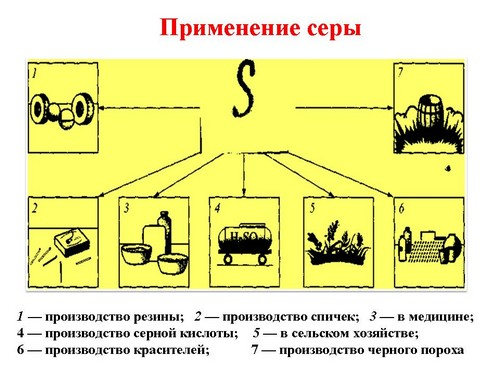 Применение серы
1
S
7
2
3
4
H₂SO₄
5
6
1 — производство резины; 2 — производство спичек; 3 — в медицине;
4 — производство серной кислоты; 5 — в сельском хозяйстве;
6 — производство красителей; 7 — производство черного пороха